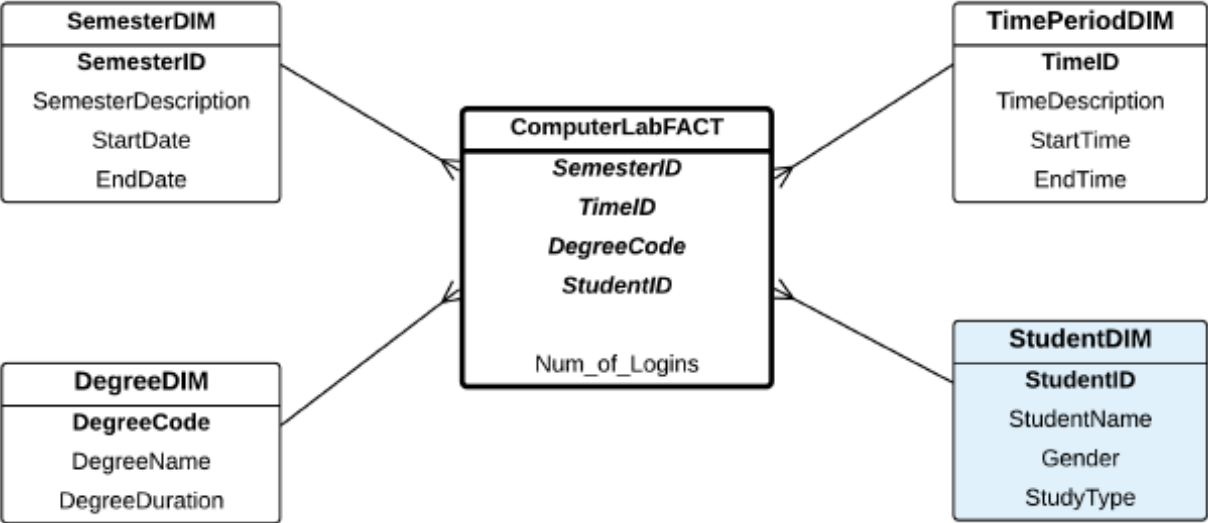 SemesterDIM
SemesterID
SemesterDescription
StartDate
EndDate
TimePeriodDIM
TimeID
TimeDescription
StartTime
EndTime
ComputerLabFACT
SemesterID
TimeID
DegreeCode
StudentID
Num_of_Logins
DegreeDIM
DegreeCode
DegreeName
DegreeDuration
StudentDIM
StudentID
StudentName
Gender
StudyType